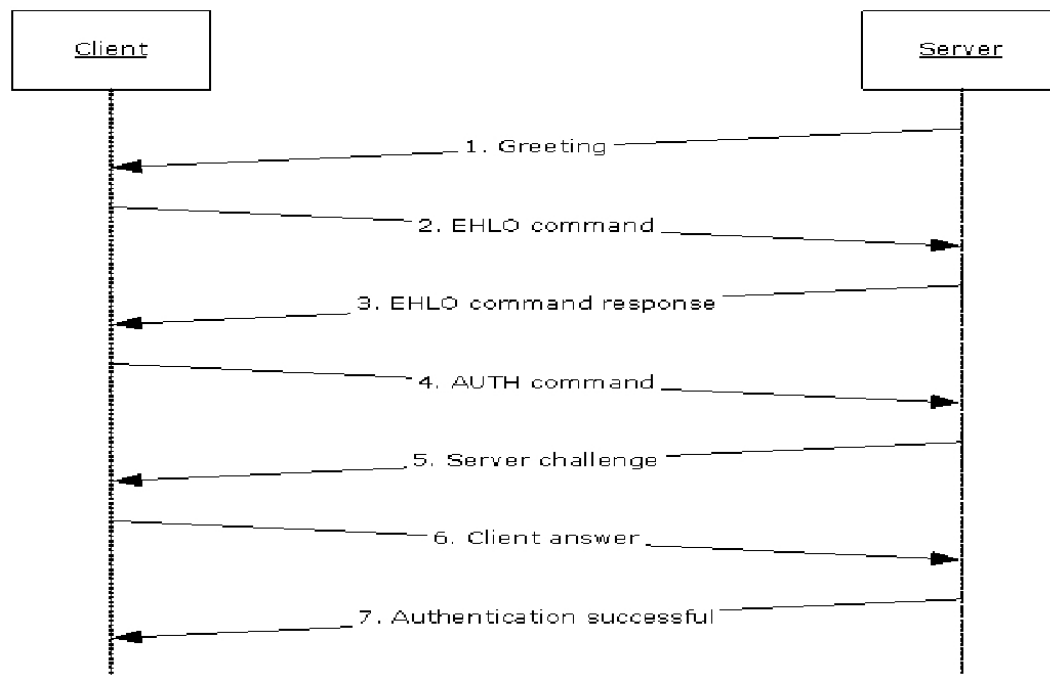 Client
Server
1. Greeting
2. EHLO command
3. EHLO command response
4. AUTH command
5. Server challenge
6. Client answer
7. Authentication successful